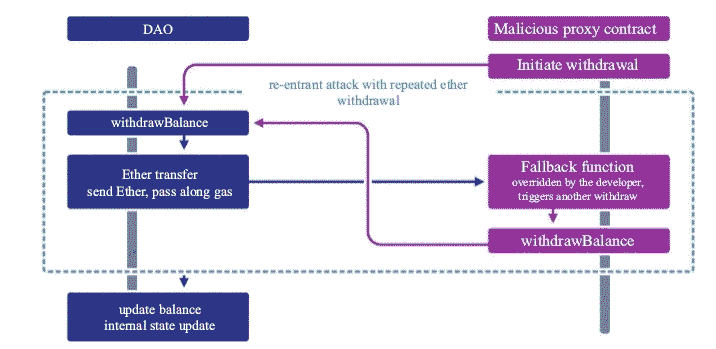 DAO
Malicious proxy contract
Initiate withdrawal
re-entrant attack with repeated ether
withdrawal
withdrawBalance
Ether transfer
send Ether, pass along gas
Fallback function
overridden by the developer,
triggers another withdraw
withdrawBalance
update balance
internal state update